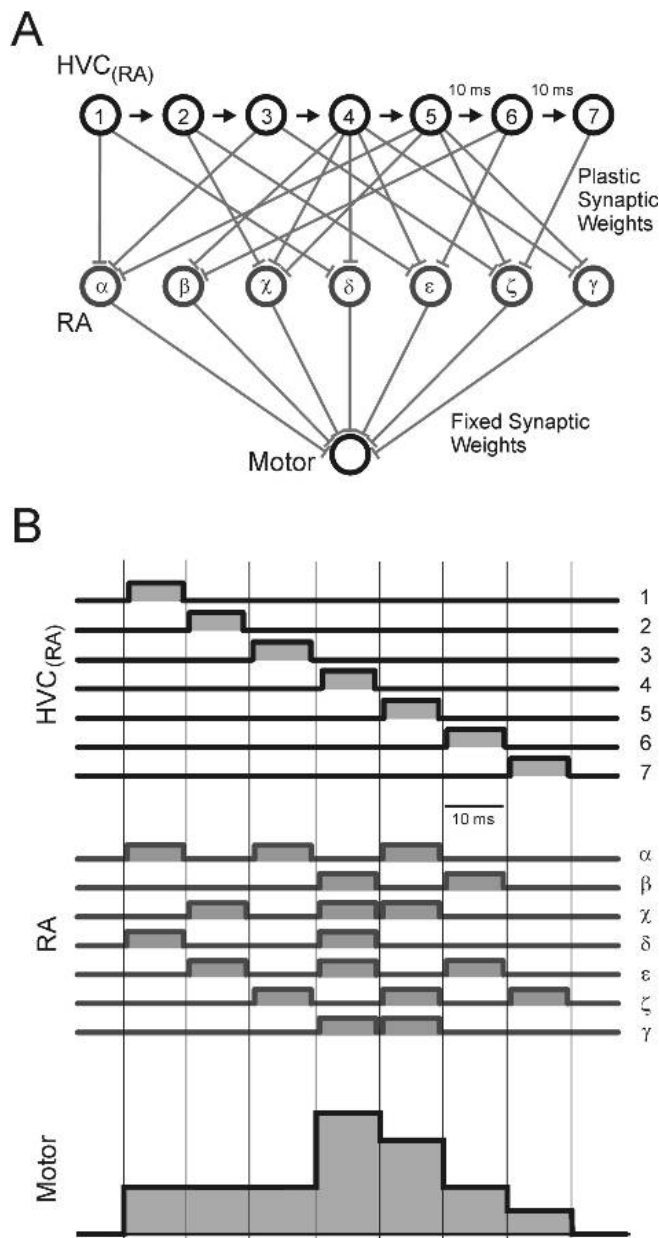 A
HVC(RA)
10 ms 10 ms
1 2 3 4 5 6 7
Plastic
Synaptic
Weights
α β χ δ ε ζ γ
RA
Fixed Synaptic
Weights
Motor
B
HVC(RA)
1
2
3
4
5
6
7
10 ms
RA
α
β
χ
δ
ε
ζ
γ
Motor